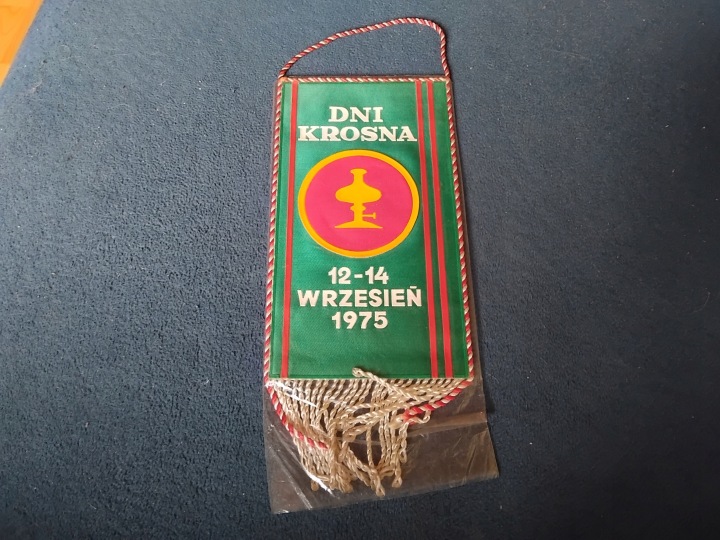 DNI
KROSNA
12-14
WRZESIEŃ
1975